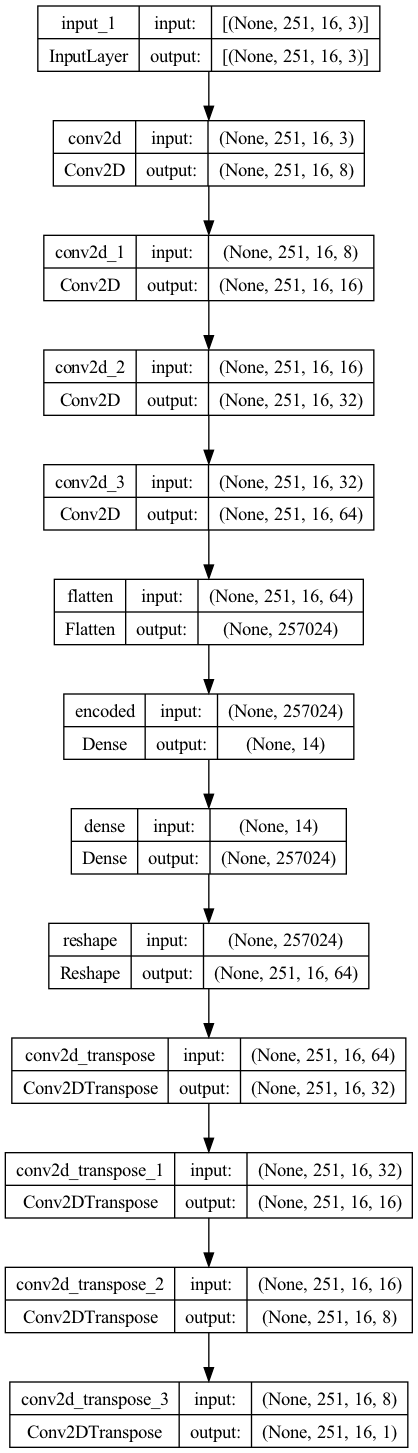 input_1 input: [(None, 251, 16, 3)]
InputLayer output: [(None, 251, 16, 3)]
conv2d input: (None, 251, 16, 3)
Conv2D output: (None, 251, 16, 8)
conv2d_1 input: (None, 251, 16, 8)
Conv2D output: (None, 251, 16, 16)
conv2d_2 input: (None, 251, 16, 16)
Conv2D output: (None, 251, 16, 32)
conv2d_3 input: (None, 251, 16, 32)
Conv2D output: (None, 251, 16, 64)
flatten input: (None, 251, 16, 64)
Flatten output: (None, 257024)
encoded input: (None, 257024)
Dense output: (None, 14)
dense input: (None, 14)
Dense output: (None, 257024)
reshape input: (None, 257024)
Reshape output: (None, 251, 16, 64)
conv2d_transpose input: (None, 251, 16, 64)
Conv2DTranspose output: (None, 251, 16, 32)
conv2d_transpose_1 input: (None, 251, 16, 32)
Conv2DTranspose output: (None, 251, 16, 16)
conv2d_transpose_2 input: (None, 251, 16, 16)
Conv2DTranspose output: (None, 251, 16, 8)
conv2d_transpose_3 input: (None, 251, 16, 8)
Conv2DTranspose output: (None, 251, 16, 1)